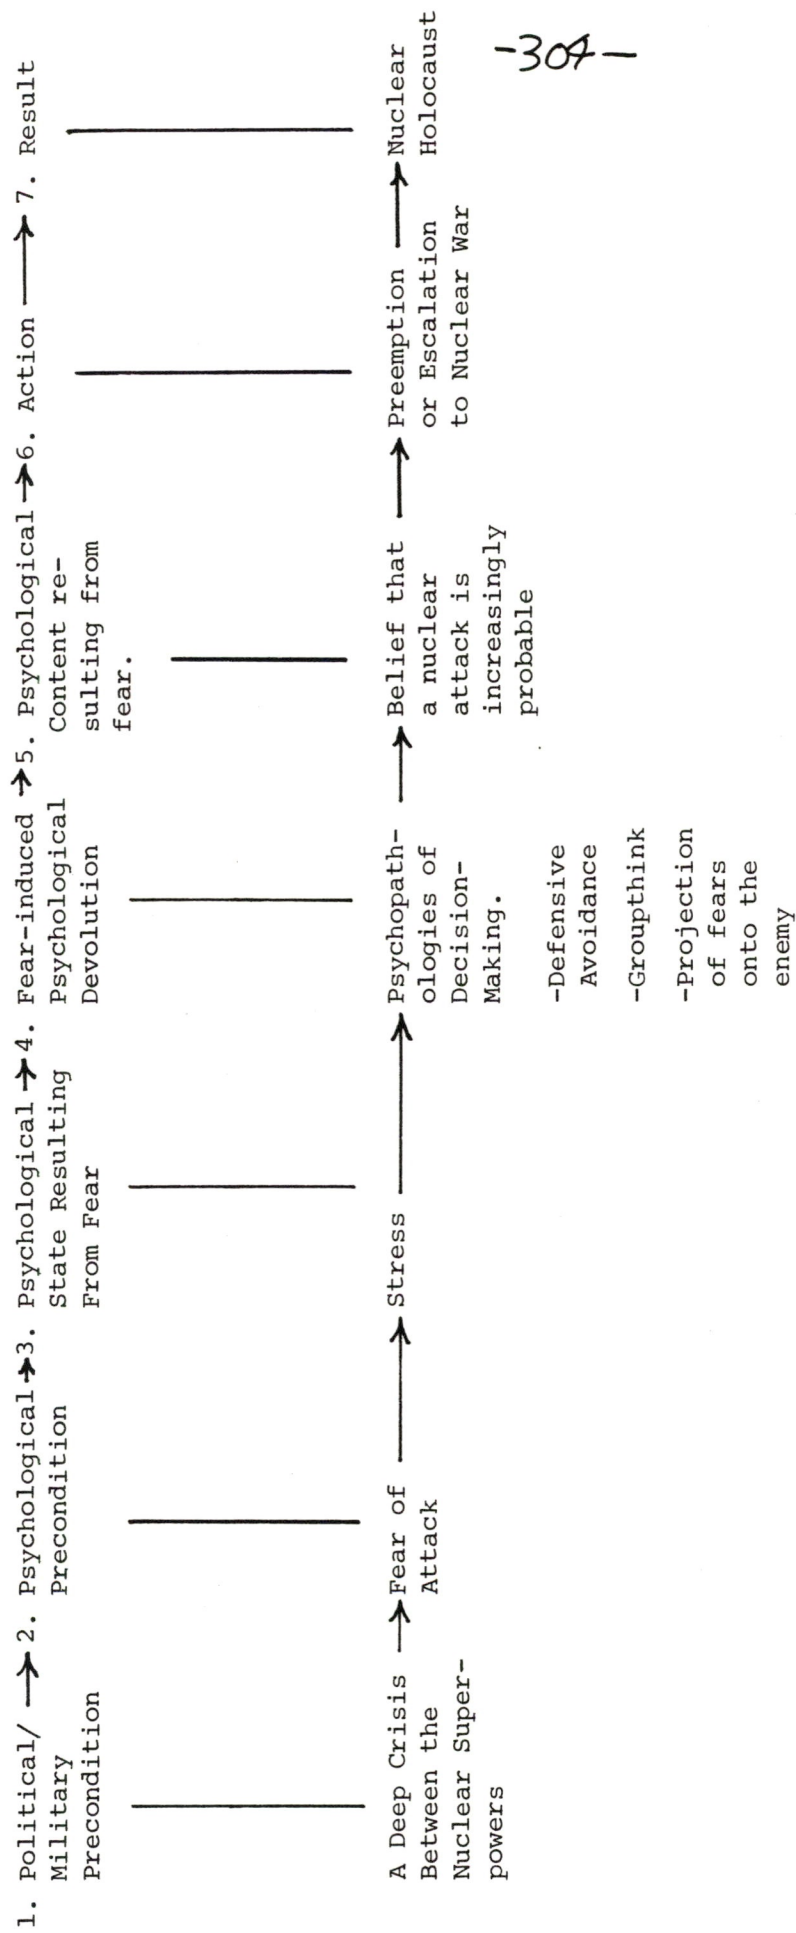 1. Political/
Military
Precondition
2. Psychological
Precondition
3. Psychological
State Resulting
From Fear
4. Fear-induced
Psychological
Devolution
5. Psychological
Content re-
sulting from
fear.
6. Action
7. Result
A Deep Crisis
Between the
Nuclear Super-
powers
Fear of
Attack
Stress
Psychopath-
ologies of
Decision-
Making.
-Defensive
Avoidance
-Groupthink
-Projection
of fears
onto the
enemy
Belief that
a nuclear
attack is
increasingly
probable
Preemption
or Escalation
to Nuclear War
Nuclear
Holocaust
-304-